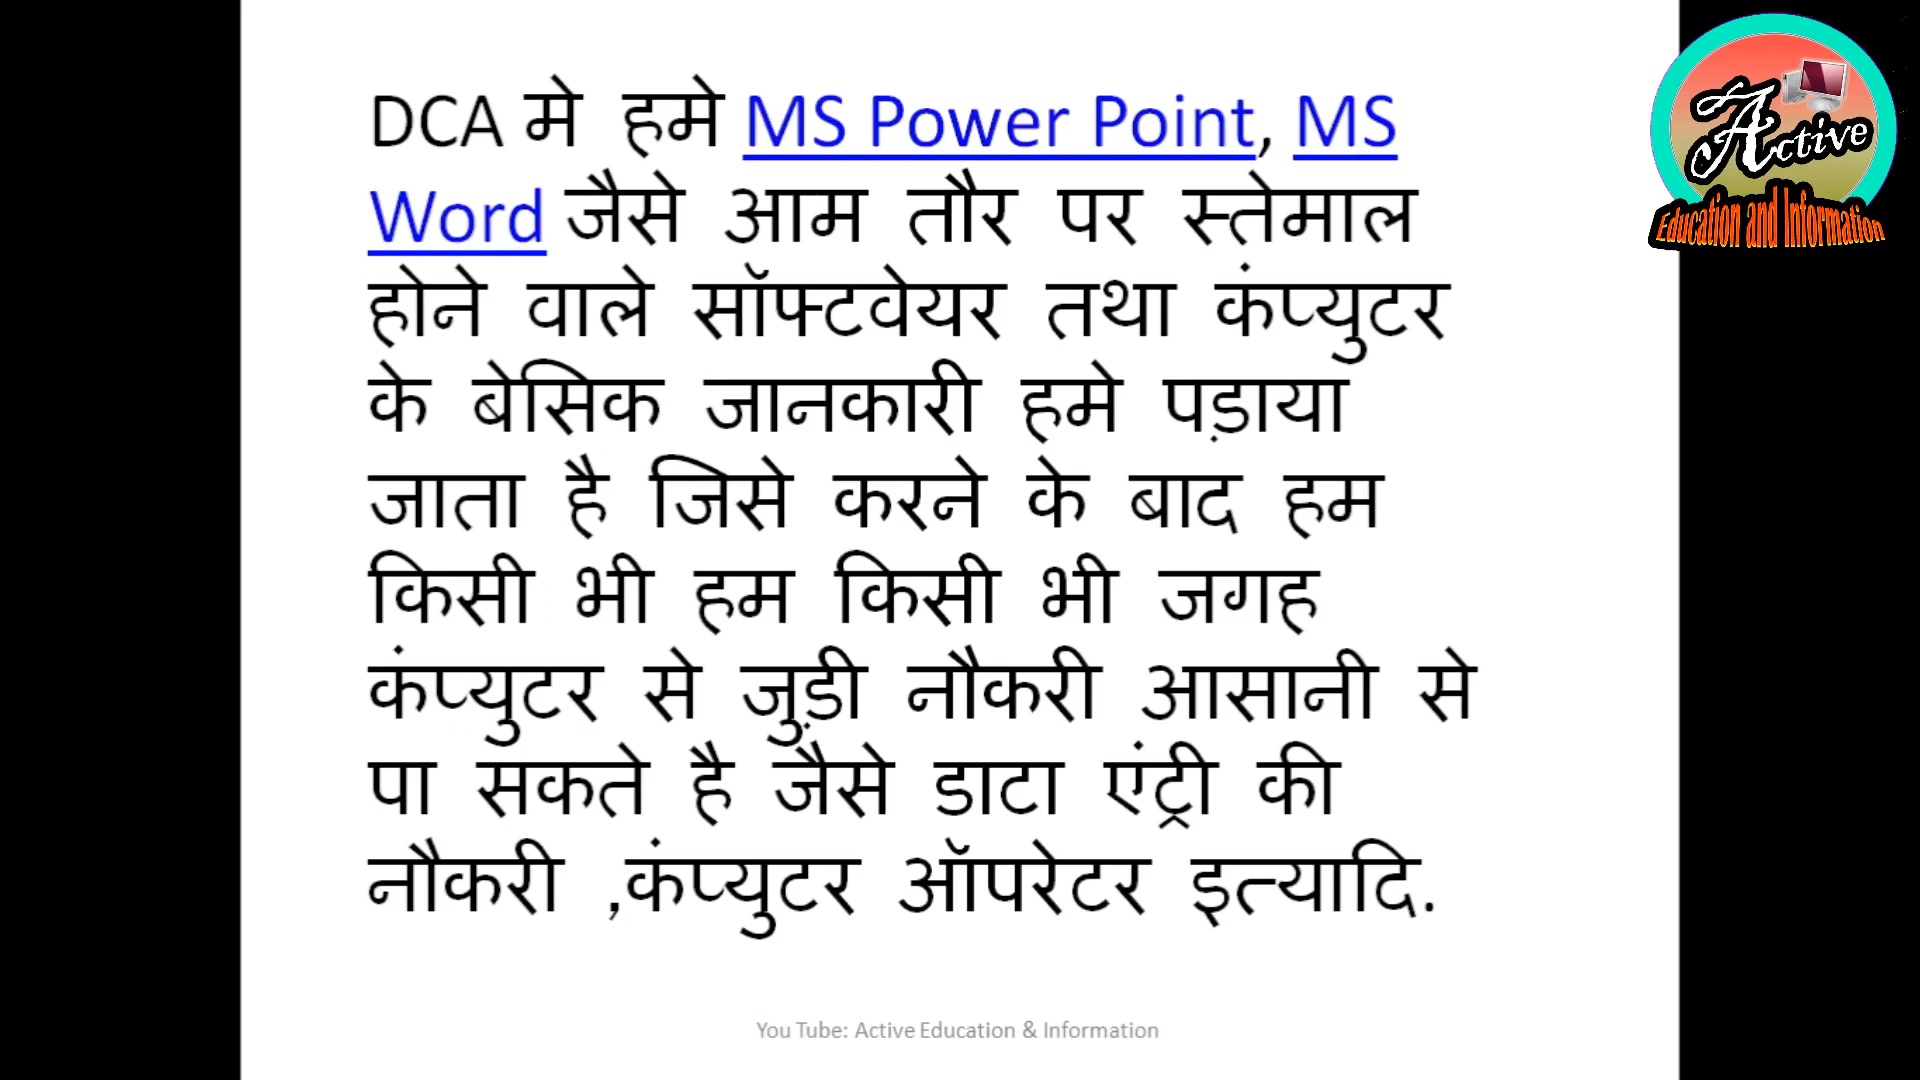 DCA मे हमे MS Power Point, MS
Word जैसे आम तौर पर स्तेमाल
होने वाले सॉफ्टवेयर तथा कंप्युटर
के बेसिक जानकारी हमे पड़ाया
जाता है जिसे करने के बाद हम
किसी भी हम किसी भी जगह
कंप्युटर से जुड़ी नौकरी आसानी से
पा सकते है जैसे डाटा एंट्री की
नौकरी ,कंप्युटर ऑपरेटर इत्यादि.
You Tube: Active Education & Information
Active
Education and Information